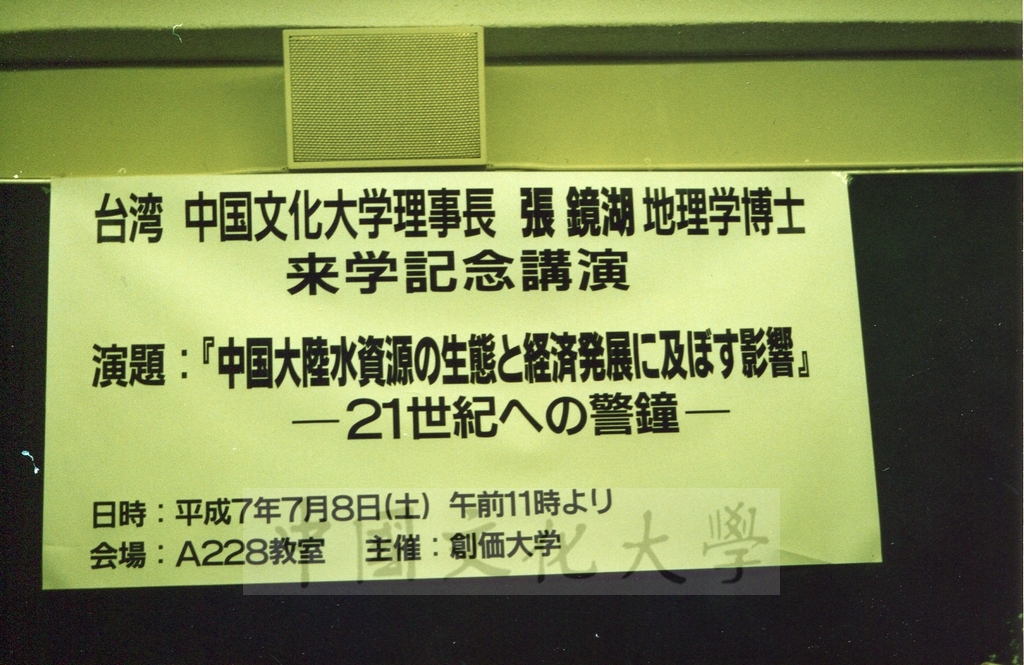 台湾 中国文化大学理事長 張 鏡湖 地理学博士
来学記念講演
演題：『中国大陸水資源の生態と経済発展に及ぼす影響』
―21世紀への警鐘―
日時：平成7年7月8日(土) 午前11時より
会場：A228教室 主催：創価大学
中國文化大學